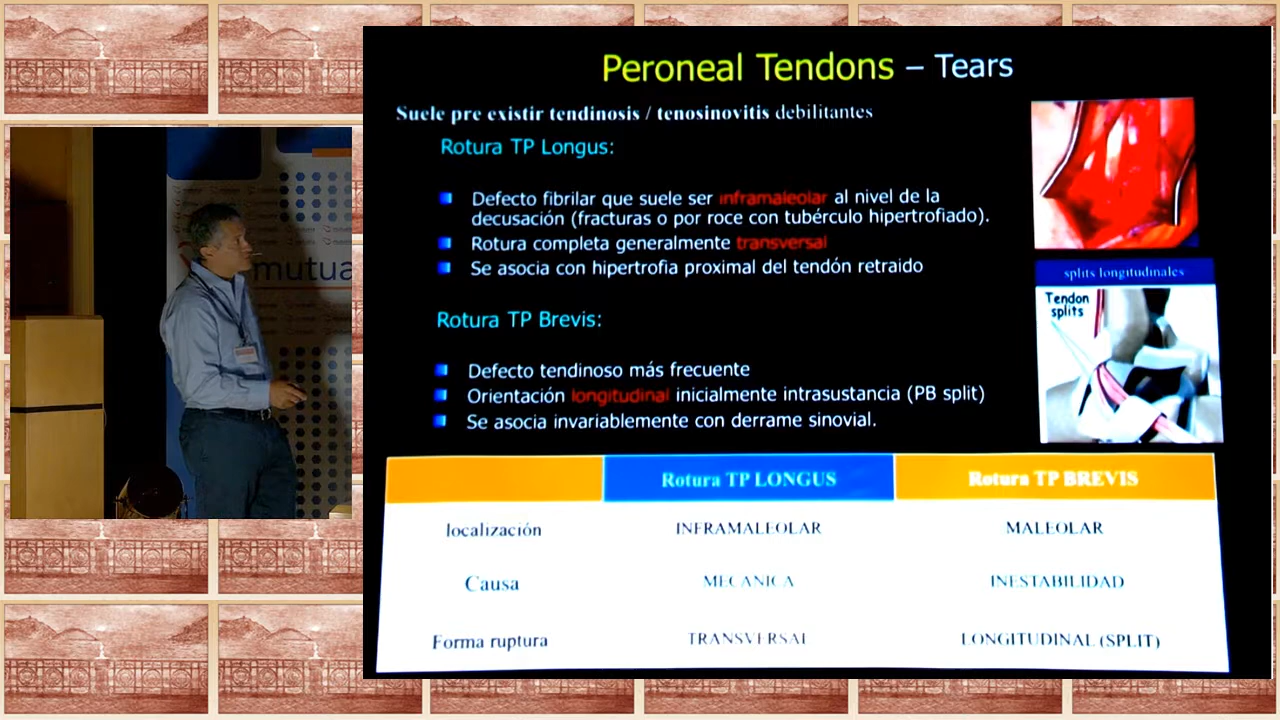 Peroneal Tendons – Tears
Suele pre existir tendinosis / tenosinovitis debilitantes
Rotura TP Longus:
Defecto fibrilar que suele ser inframaleolar al nivel de la
decusación (fracturas o por roce con tubérculo hipertrofiado).
Rotura completa generalmente transversal
Se asocia con hipertrofia proximal del tendón retraido
Rotura TP Brevis:
Defecto tendinoso más frecuente
Orientación longitudinal inicialmente intrasustancia (PB split)
Se asocia invariablemente con derrame sinovial.
splits longitudinales
Tendon
splits
Rotura TP LONGUS Rotura TP BREVIS
localización INFRAMALEOLAR MALEOLAR
Causa MECANICA INESTABILIDAD
Forma ruptura TRANSVERSAL LONGITUDINAL (SPLIT)
mutua